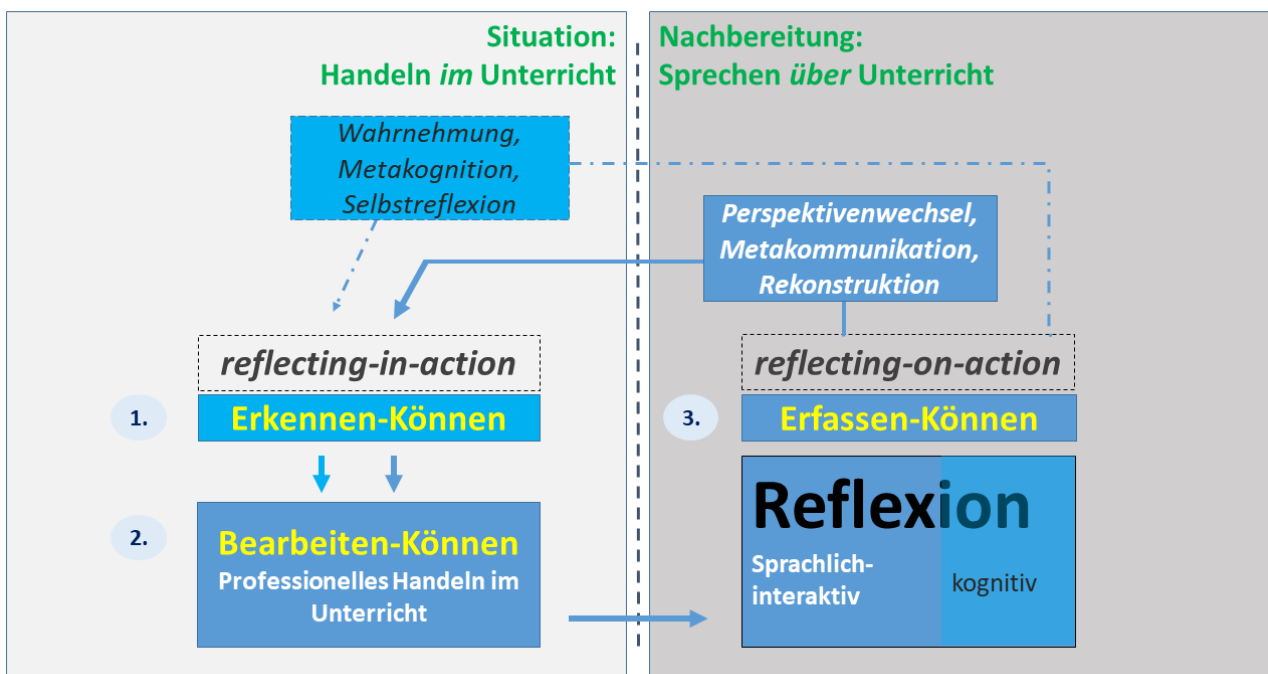 Situation:
Handeln im Unterricht
Wahrnehmung,
Metakognition,
Selbstreflexion
reflecting-in-action
1.
Erkennen-Können
2.
Bearbeiten-Können
Professionelles Handeln im
Unterricht
Nachbereitung:
Sprechen über Unterricht
Perspektivenwechsel,
Metakommunikation,
Rekonstruktion
reflecting-on-action
3.
Erfassen-Können
Reflexion
Sprachlich-
interaktiv
kognitiv